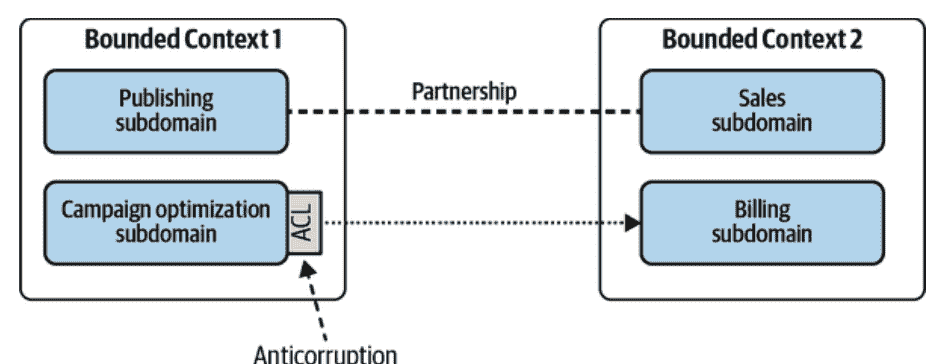 Bounded Context 1
Bounded Context 2
Publishing
subdomain
Partnership
Sales
subdomain
Campaign optimization
subdomain
ACL
Billing
subdomain
Anticorruption